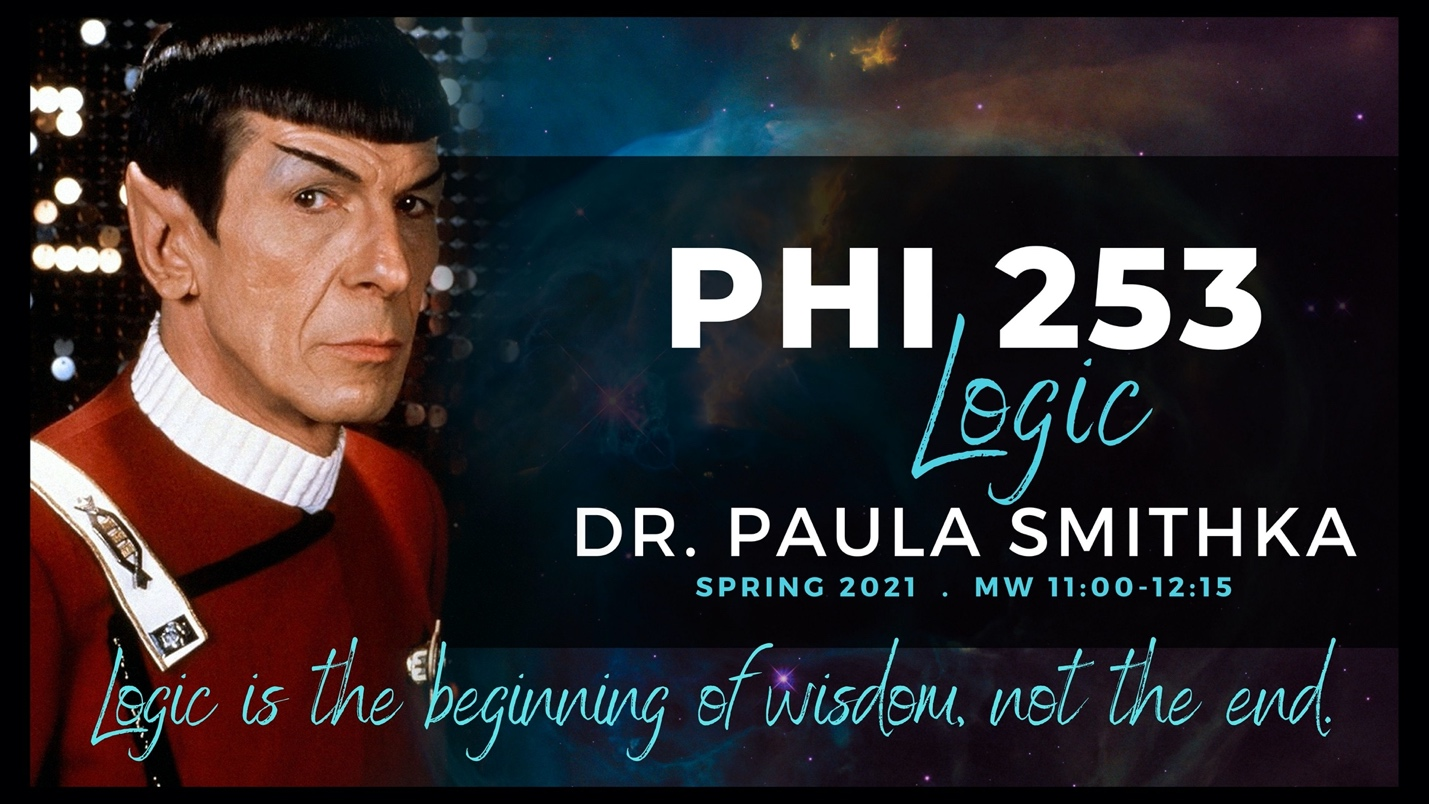 PHI 253
Logic
DR. PAULA SMITHKA
SPRING 2021 . MW 11:00-12:15
Logic is the beginning of wisdom, not the end.